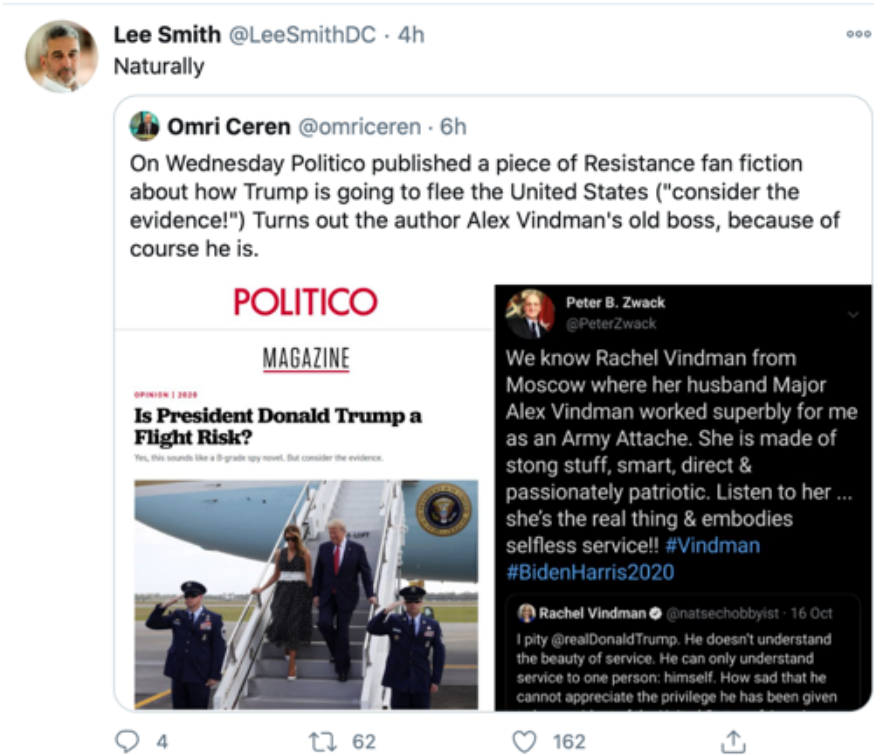 Lee Smith @LeeSmithDC · 4h
Naturally
Omri Ceren @omriceren · 6h
On Wednesday Politico published a piece of Resistance fan fiction
about how Trump is going to flee the United States ("consider the
evidence!") Turns out the author Alex Vindman's old boss, because of
course he is.
POLITICO
MAGAZINE
OPINION | 2020
Is President Donald Trump a
Flight Risk?
Yes, this sounds like a D-grade spy novel. But consider the evidence.
Peter B. Zwack
@PeterZwack
We know Rachel Vindman from
Moscow where her husband Major
Alex Vindman worked superbly for me
as an Army Attache. She is made of
stong stuff, smart, direct &
passionately patriotic. Listen to her ...
she's the real thing & embodies
selfless service!! #Vindman
#BidenHarris2020
Rachel Vindman @natsechobbyist · 16 Oct
I pity @realDonaldTrump. He doesn't understand
the beauty of service. He can only understand
service to one person: himself. How sad that he
cannot appreciate the privilege he has been given
4
62
162